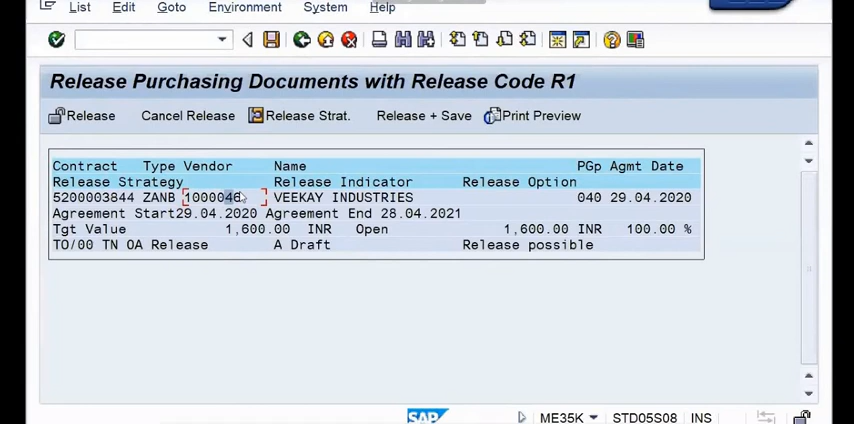 List Edit Goto Environment System Help
Release Purchasing Documents with Release Code R1
Release Cancel Release Release Strat. Release + Save Print Preview
Contract Type Vendor Name PGp Agmt Date
Release Strategy Release Indicator Release Option
5200003844 ZANB 1000046 VEEKAY INDUSTRIES 040 29.04.2020
Agreement Start29.04.2020 Agreement End 28.04.2021
Tgt Value 1,600.00 INR Open 1,600.00 INR 100.00 %
TO/00 TN OA Release A Draft Release possible
SAP ME35K STD05S08 INS